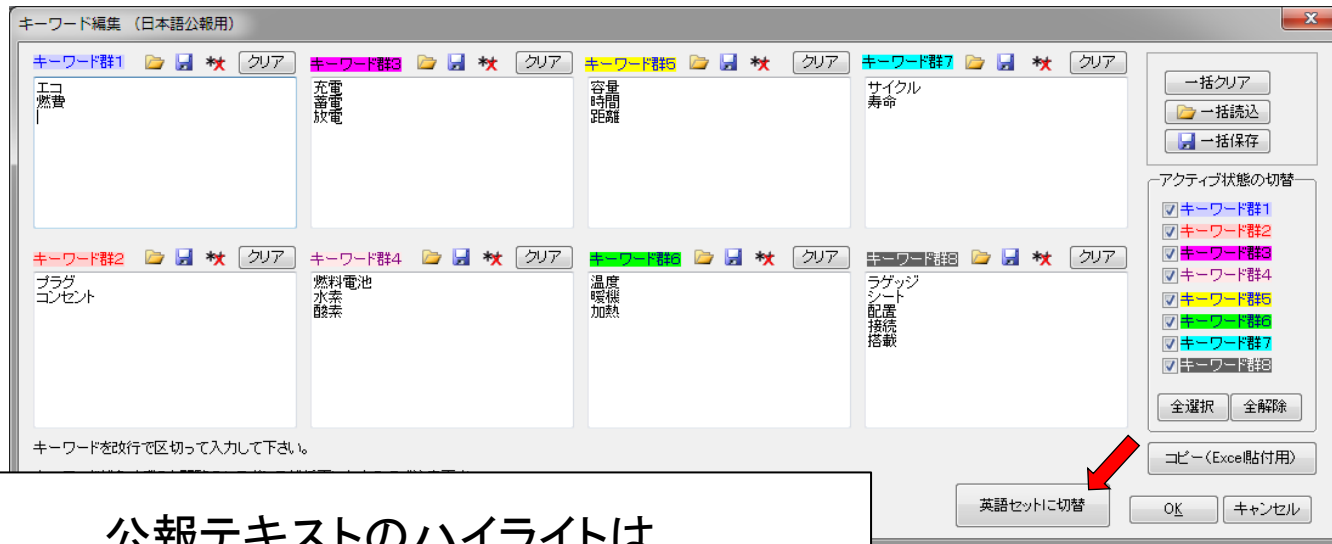 キーワード編集 （日本語公報用）
キーワード群1 クリア
エコ
燃費
キーワード群3 クリア
充電
蓄電
放電
キーワード群5 クリア
容量
時間
距離
キーワード群7 クリア
サイクル
寿命
一括クリア
一括読込
一括保存
キーワード群2 クリア
プラグ
コンセント
キーワード群4 クリア
燃料電池
水素
酸素
キーワード群6 クリア
温度
暖機
加熱
キーワード群8 クリア
ラゲッジ
シート
配置
接続
搭載
アクティブ状態の切替
キーワード群1
キーワード群2
キーワード群3
キーワード群4
キーワード群5
キーワード群6
キーワード群7
キーワード群8
全選択 全解除
キーワードを改行で区切って入力して下さい。
コピー(Excel貼付用)
英語セットに切替
OK キャンセル
公報テキストのハイライトは